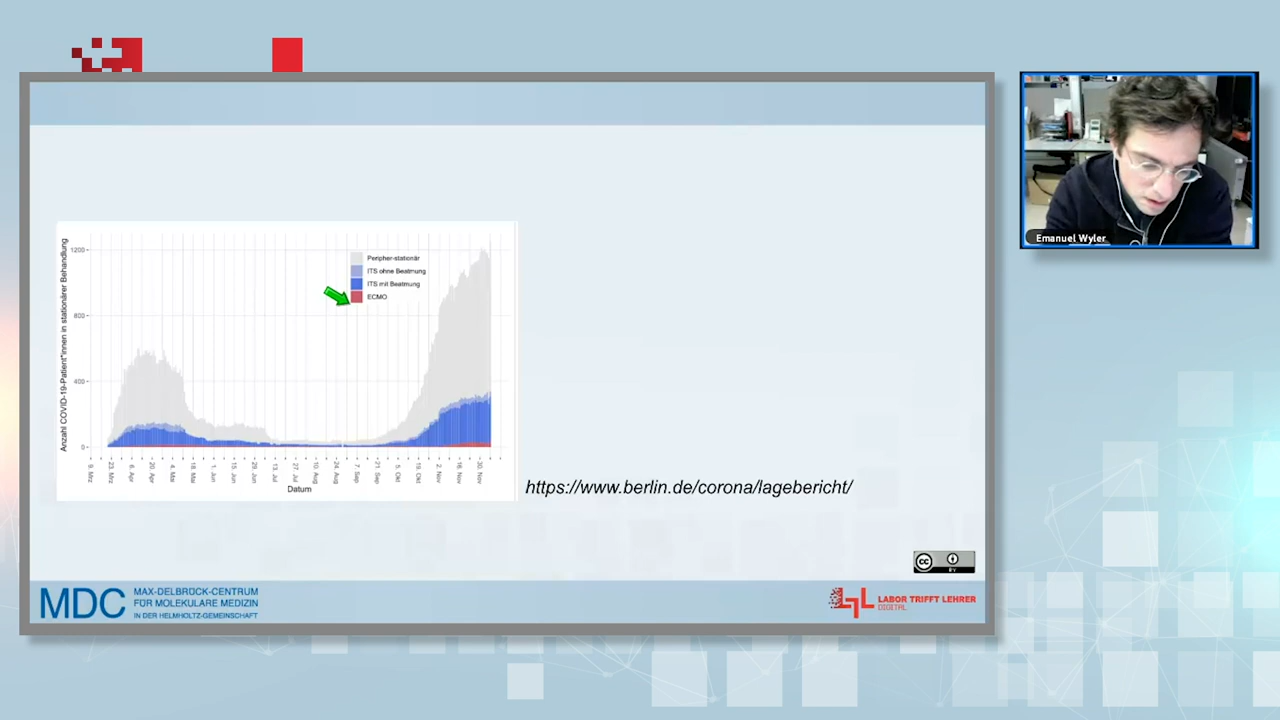 Anzahl COVID-19-Patient*innen in stationärer Behandlung
1200
800
400
0
Peripher-stationär
ITS ohne Beatmung
ITS mit Beatmung
ECMO
9. Mrz
23. Mrz
6. Apr
20. Apr
4. Mai
18. Mai
1. Jun
15. Jun
29. Jun
13. Jul
27. Jul
10. Aug
24. Aug
7. Sep
21. Sep
5. Okt
19. Okt
2. Nov
16. Nov
30. Nov
Datum
https://www.berlin.de/corona/lagebericht/
Emanuel Wyler
cc
BY
MDC
MAX-DELBRÜCK-CENTRUM
FÜR MOLEKULARE MEDIZIN
IN DER HELMHOLTZ-GEMEINSCHAFT
LABOR TRIFFT LEHRER
DIGITAL